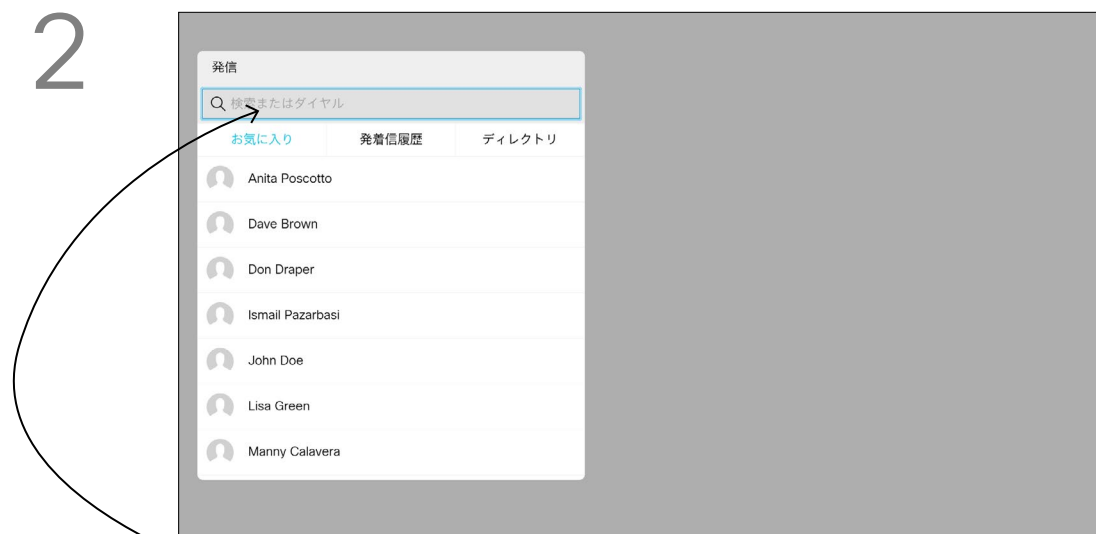 2
発信
検索またはダイヤル
お気に入り 発着信履歴 ディレクトリ
Anita Poscotto
Dave Brown
Don Draper
Ismail Pazarbasi
John Doe
Lisa Green
Manny Calavera